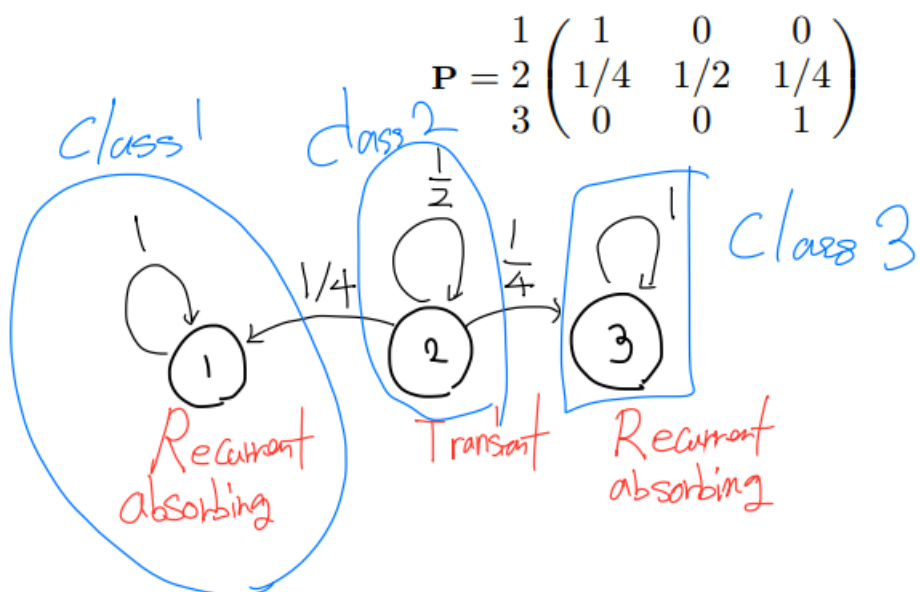 1 1 0 0
P = 2 1/4 1/2 1/4
3 0 0 1
Class 1
class 2
Class 3
1
1/4
1/2
1/4
1
1
2
3
Recurrent
absorbing
Transient
Recurrent
absorbing